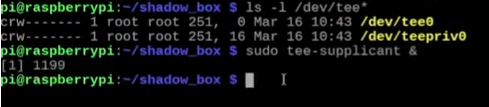 pi@raspberrypi:~/shadow_box $ ls -l /dev/tee*
crw------- 1 root root 251,  0 Mar 16 10:43 /dev/tee0
crw------- 1 root root 251, 16 Mar 16 10:43 /dev/teepriv0
pi@raspberrypi:~/shadow_box $ sudo tee-supplicant &
[1] 1199
pi@raspberrypi:~/shadow_box $